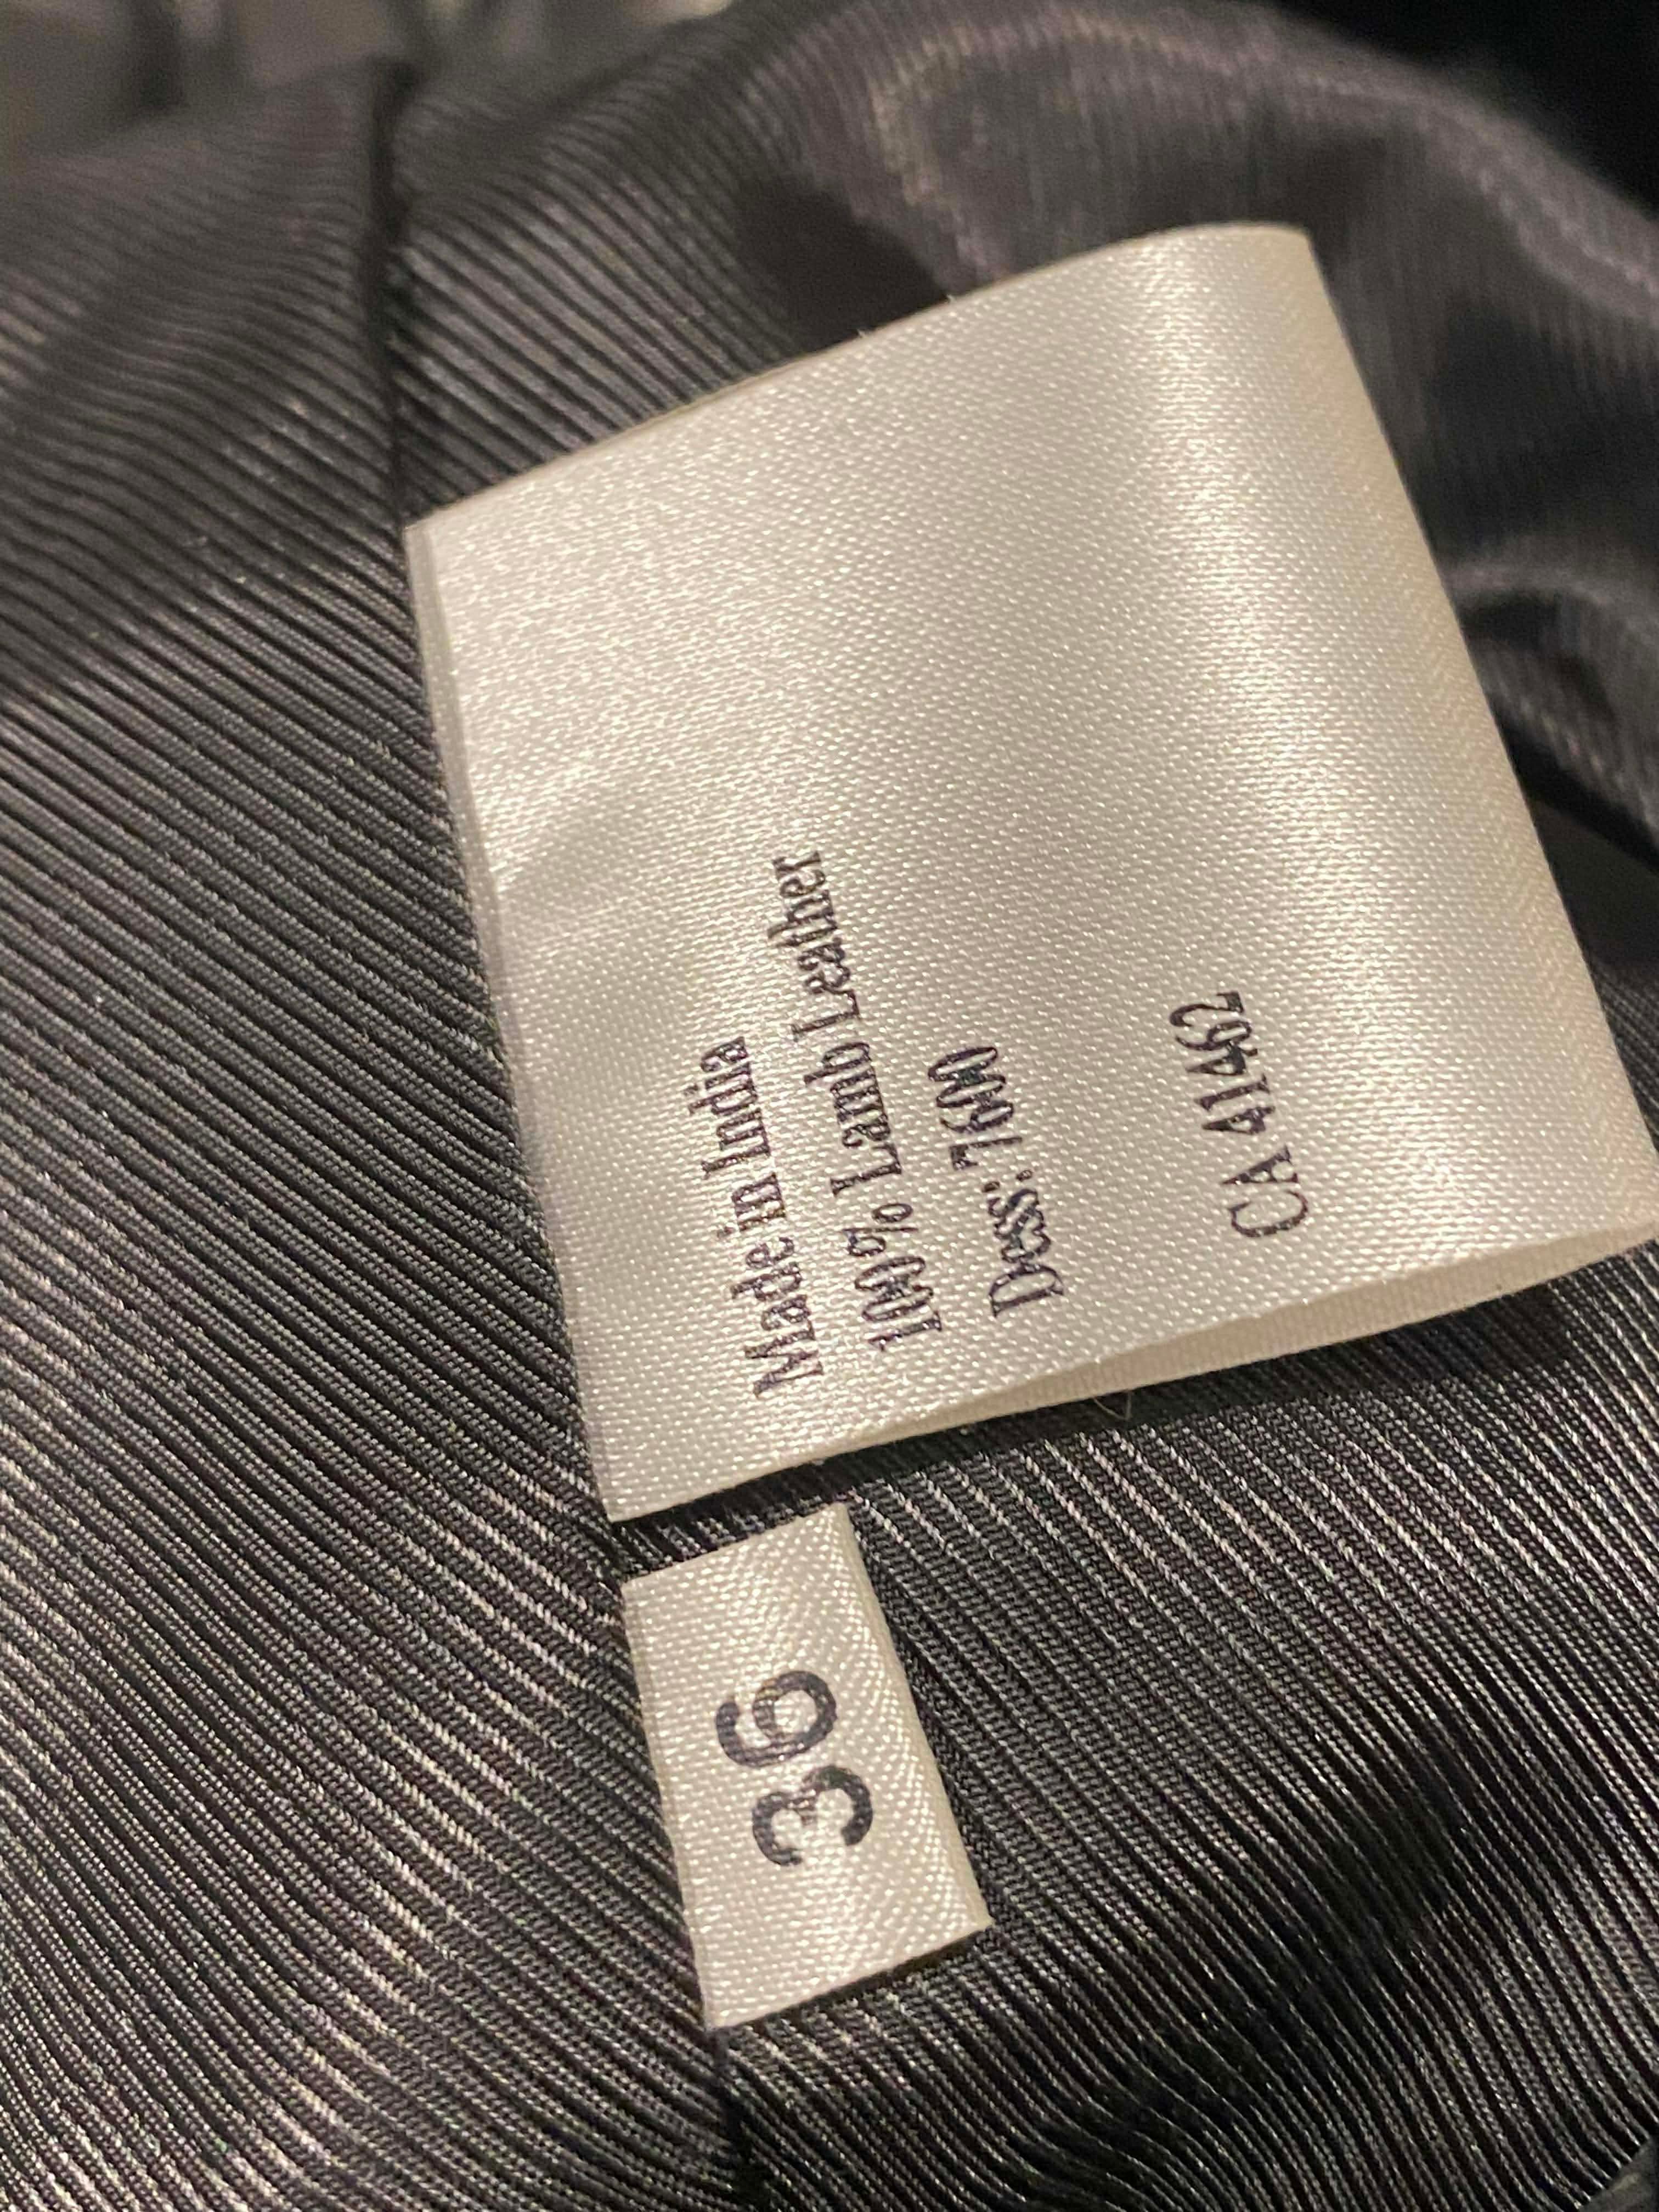 Made in India
100% Lamb Leather
Dess: 7600
CA 41462
36